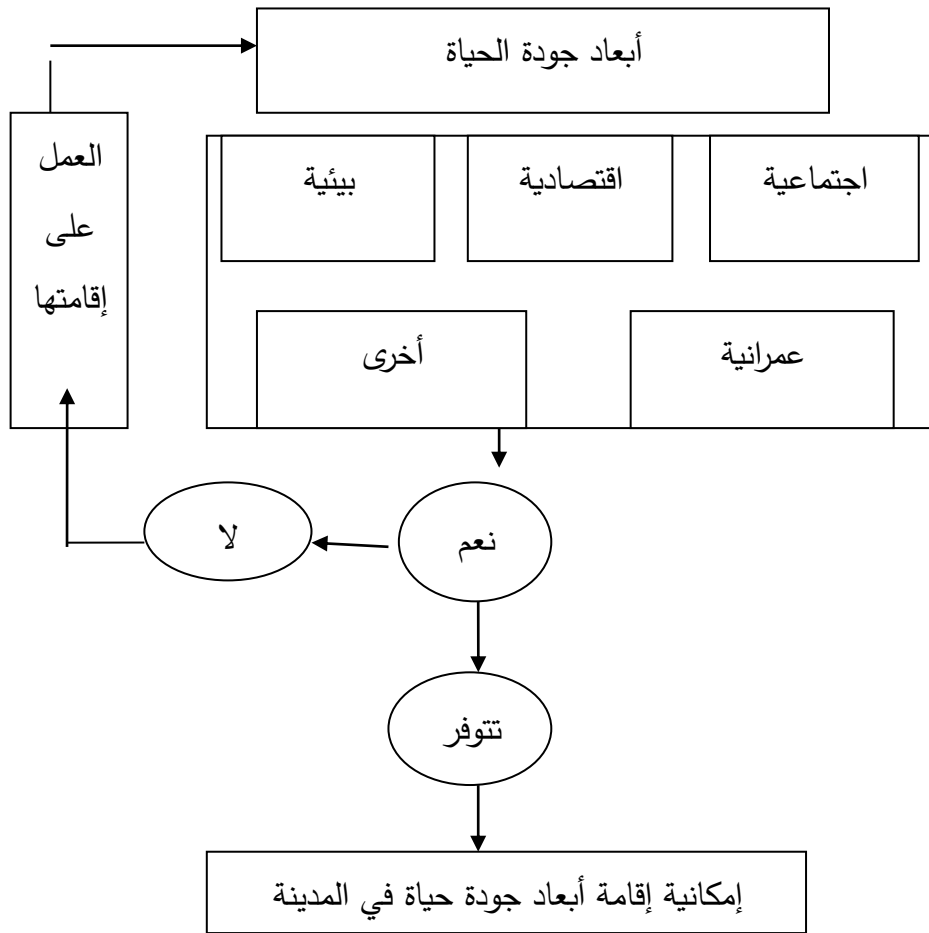 أبعاد جودة الحياة
العمل
على
إقامتها
اجتماعية
اقتصادية
بيئية
عمرانية
أخرى
نعم
لا
تتوفر
إمكانية إقامة أبعاد جودة حياة في المدينة